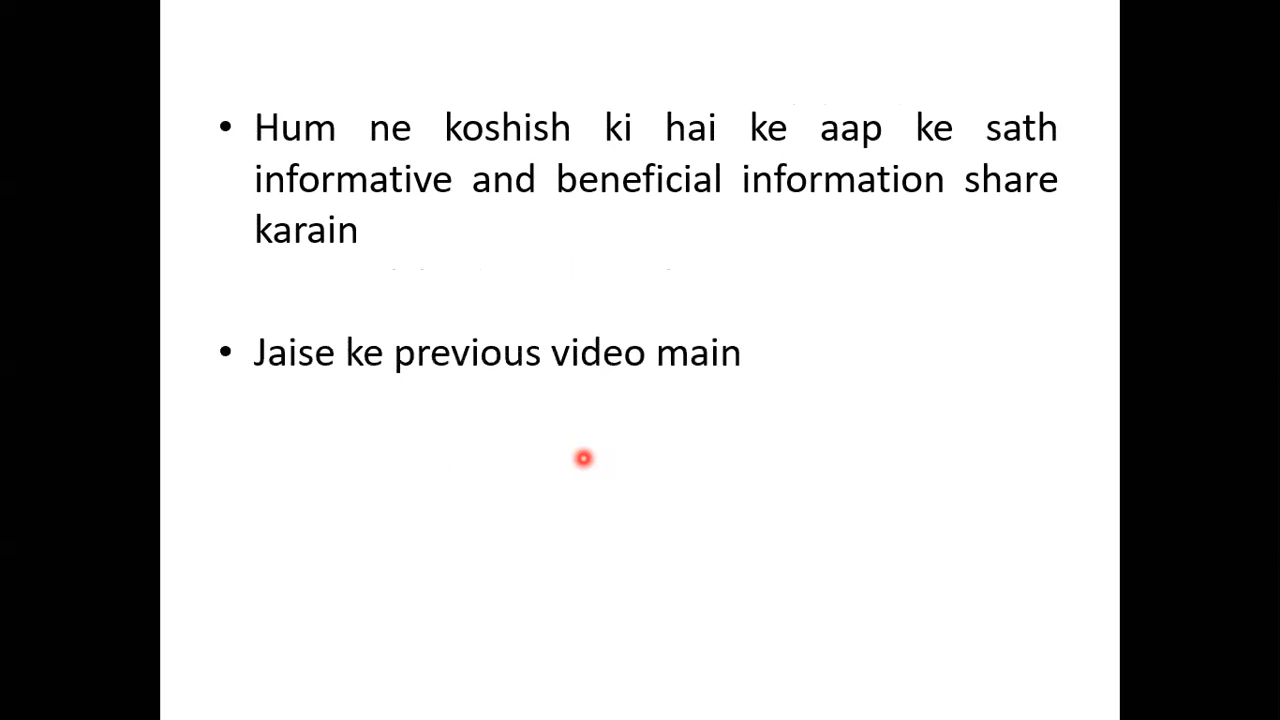 • Hum ne koshish ki hai ke aap ke sath
informative and beneficial information share
karain
• Jaise ke previous video main